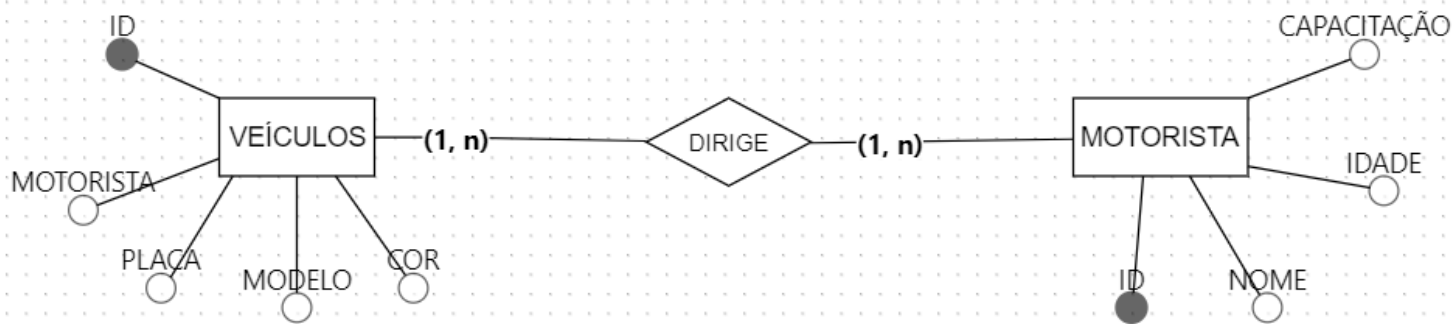 ID
CAPACITAÇÃO
VEÍCULOS
(1, n)
DIRIGE
(1, n)
MOTORISTA
MOTORISTA
IDADE
PLACA
MODELO
COR
ID
NOME